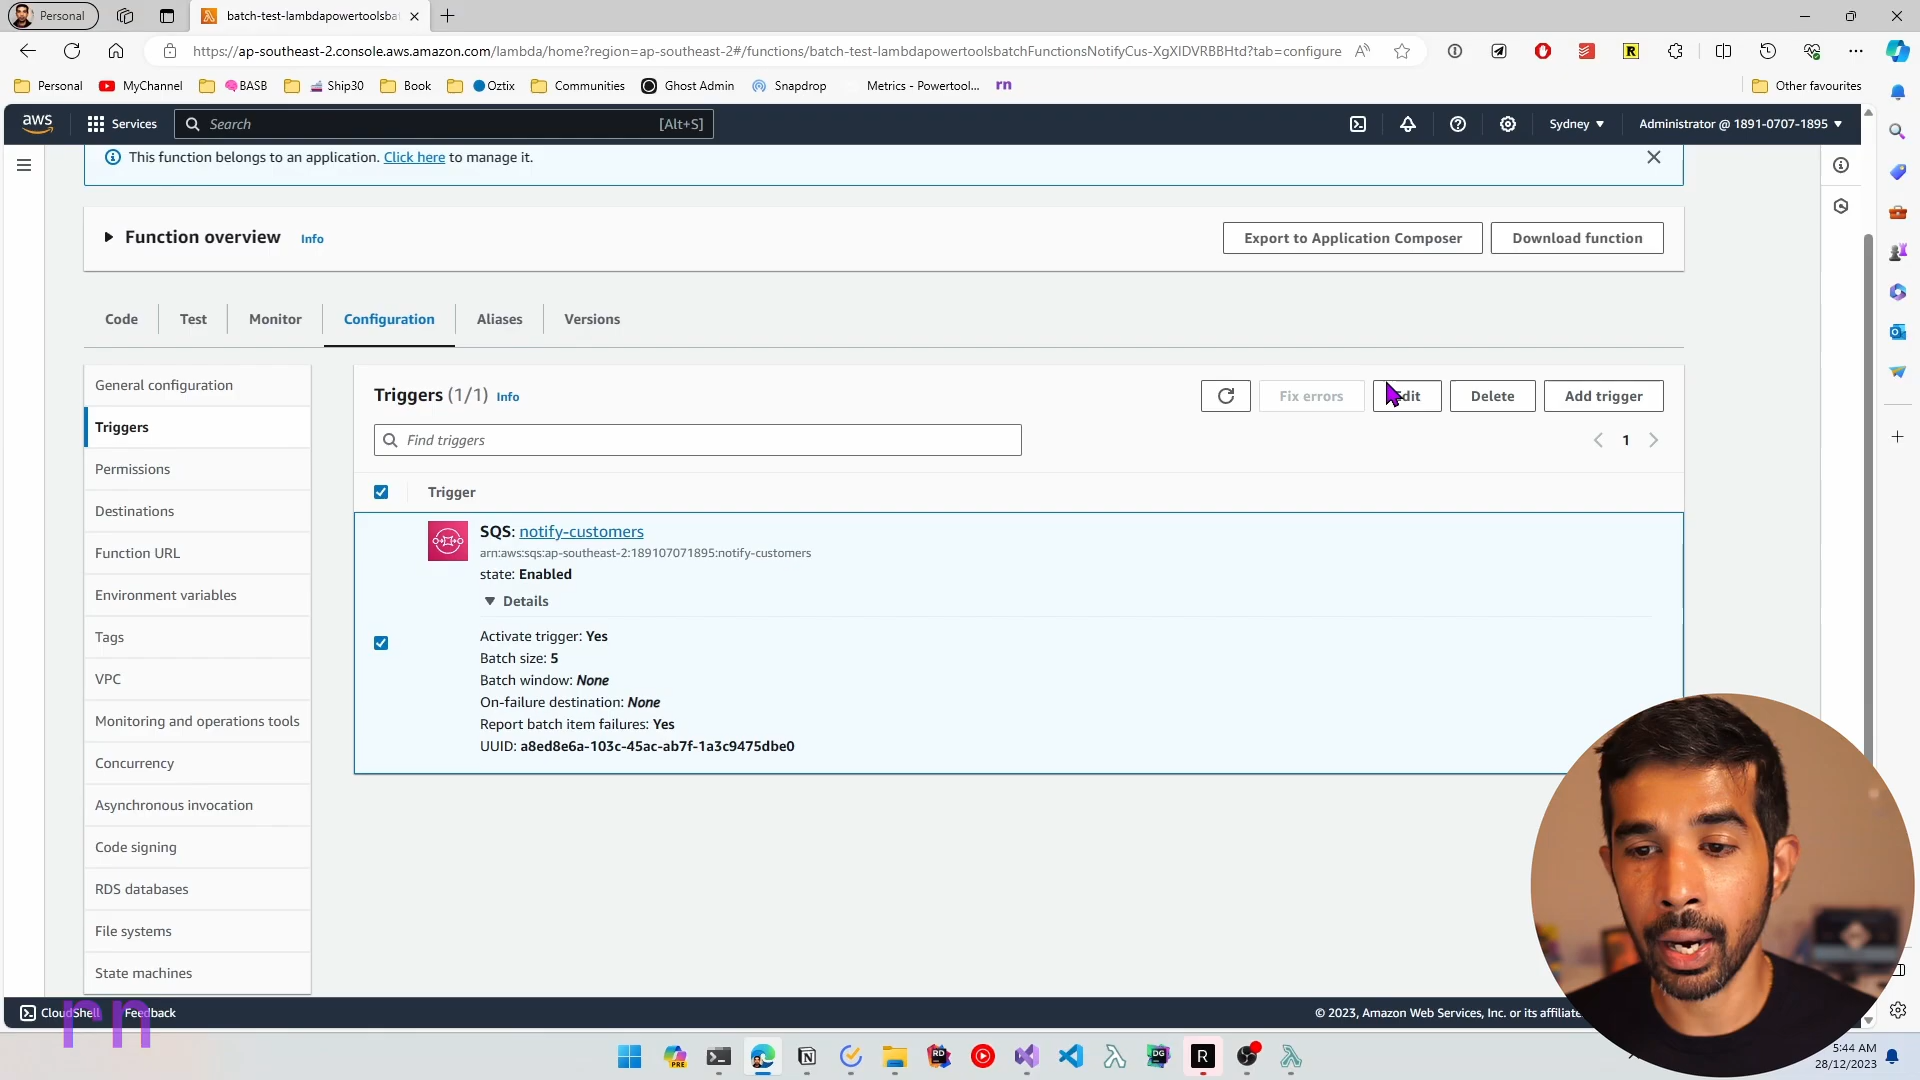 Personal
batch-test-lambdapowertoolsbat
https://ap-southeast-2.console.aws.amazon.com/lambda/home?region=ap-southeast-2#/functions/batch-test-lambdapowertoolsbatchFunctionsNotifyCus-XgXIDVRBBHtd?tab=configure
Personal
MyChannel
BASB
Ship30
Book
Oztix
Communities
Ghost Admin
Snapdrop
Metrics - Powertool...
rn
Other favourites
aws
Services
Search
[Alt+S]
Sydney
Administrator @ 1891-0707-1895
This function belongs to an application. Click here to manage it.
Function overview
Info
Export to Application Composer
Download function
Code
Test
Monitor
Configuration
Aliases
Versions
General configuration
Triggers
Permissions
Destinations
Function URL
Environment variables
Tags
VPC
Monitoring and operations tools
Concurrency
Asynchronous invocation
Code signing
RDS databases
File systems
State machines
Triggers (1/1) Info
Fix errors
Delete
Add trigger
Find triggers
1
Trigger
SQS: notify-customers
arn:aws:sqs:ap-southeast-2:189107071895:notify-customers
state: Enabled
Details
Activate trigger: Yes
Batch size: 5
Batch window: None
On-failure destination: None
Report batch item failures: Yes
UUID: a8ed8e6a-103c-45ac-ab7f-1a3c9475dbe0
CloudShell
Feedback
© 2023, Amazon Web Services, Inc. or its affiliate
rn
PRE
RD
DG
R
5:44 AM
28/12/2023